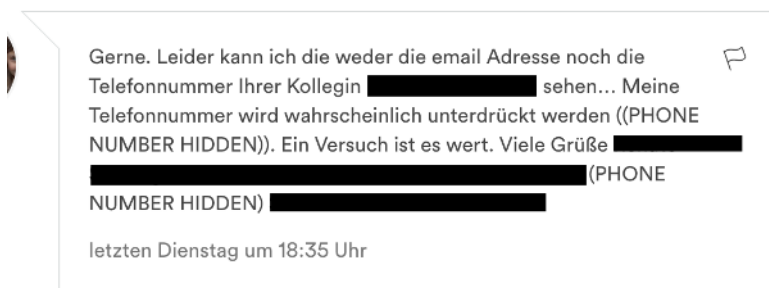 Gerne. Leider kann ich die weder die email Adresse noch die
Telefonnummer Ihrer Kollegin sehen... Meine
Telefonnummer wird wahrscheinlich unterdrückt werden ((PHONE
NUMBER HIDDEN)). Ein Versuch ist es wert. Viele Grüße
(PHONE
NUMBER HIDDEN)
letzten Dienstag um 18:35 Uhr